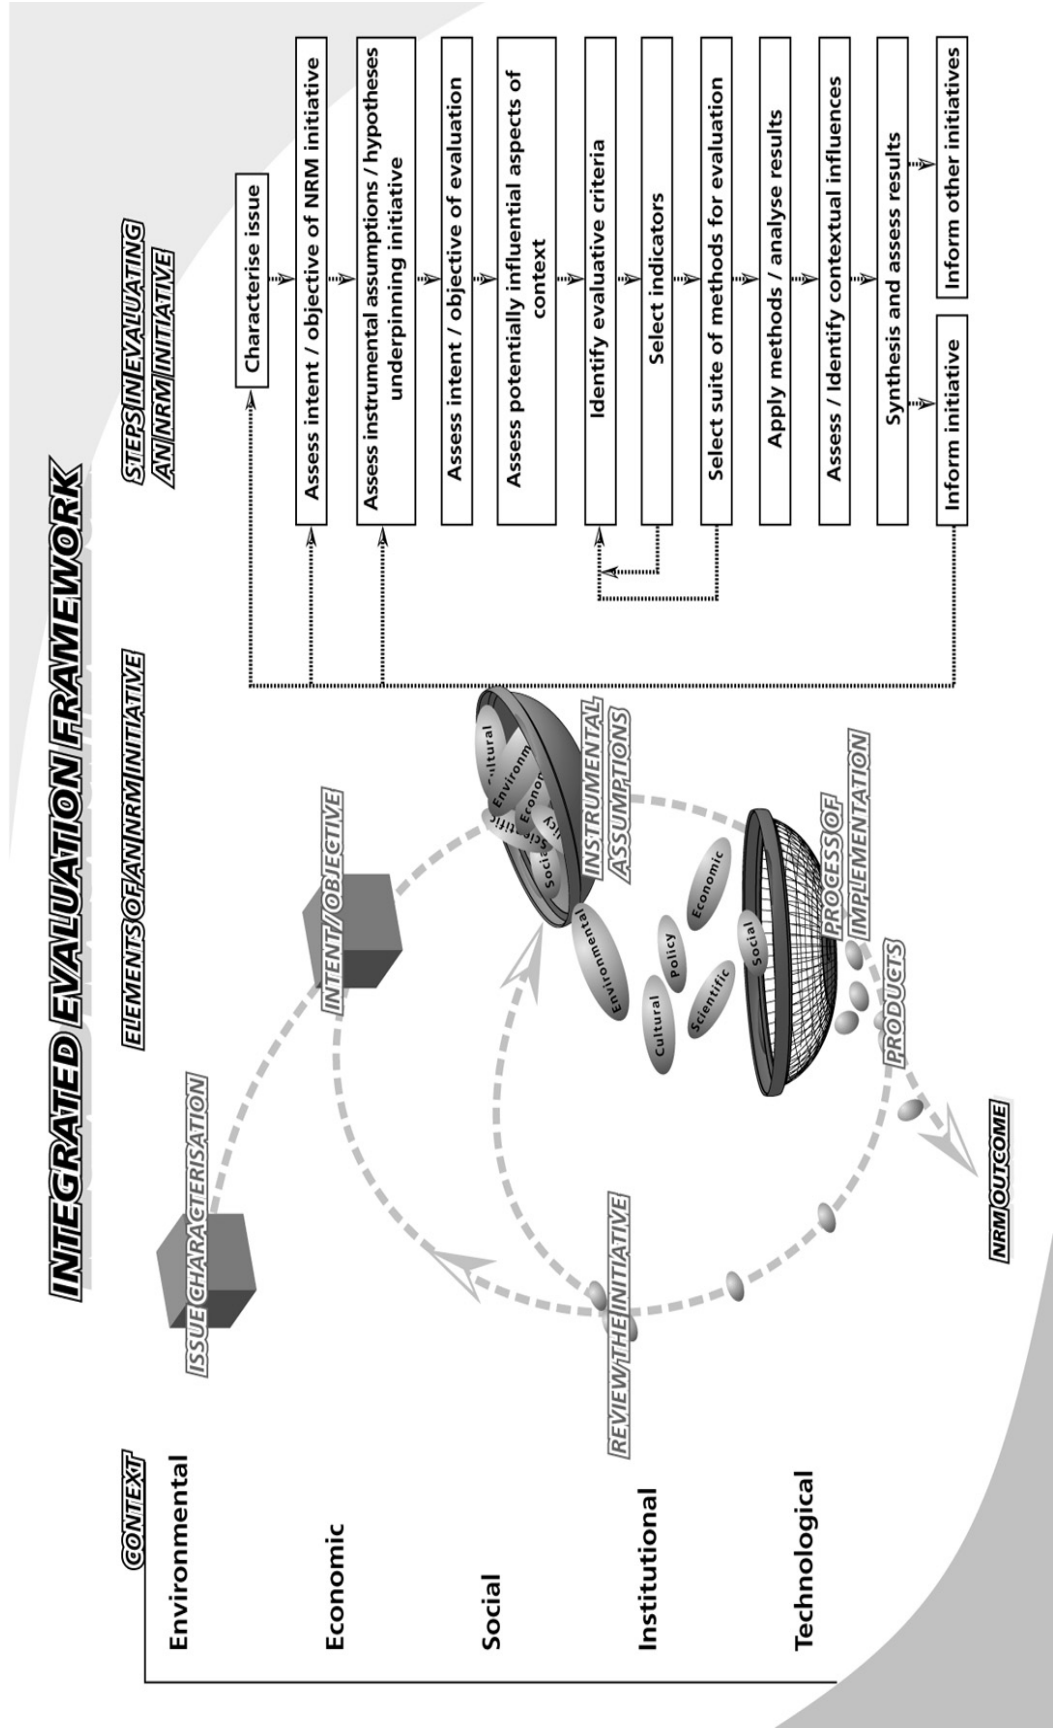 INTEGRATED EVALUATION FRAMEWORK
CONTEXT
Environmental
Economic
Social
Institutional
Technological
ELEMENTS OF AN NRM INITIATIVE
ISSUE CHARACTERISATION
INTENT / OBJECTIVE
Social
Environmental
INSTRUMENTAL
ASSUMPTIONS
Cultural
Policy
Scientific
Economic
Social
REVIEW THE INITIATIVE
PROCESS OF
IMPLEMENTATION
PRODUCTS
NRM OUTCOME
STEPS IN EVALUATING
AN NRM INITIATIVE
Characterise issue
Assess intent / objective of NRM initiative
Assess instrumental assumptions / hypotheses
underpinning initiative
Assess intent / objective of evaluation
Assess potentially influential aspects of
context
Identify evaluative criteria
Select indicators
Select suite of methods for evaluation
Apply methods / analyse results
Assess / Identify contextual influences
Synthesis and assess results
Inform initiative
Inform other initiatives